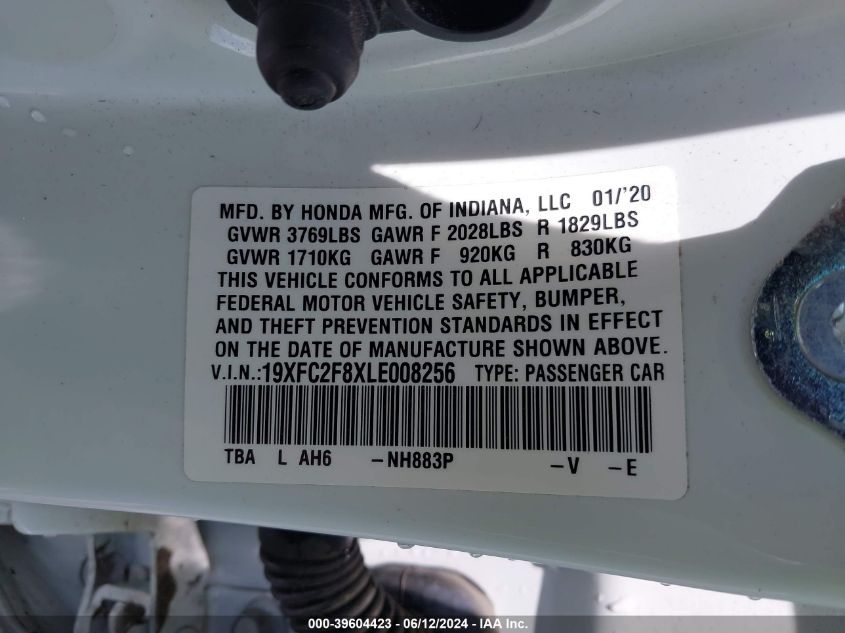 MFD. BY HONDA MFG. OF INDIANA, LLC 01/'20
GVWR 3769LBS GAWR F 2028LBS R 1829LBS
GVWR 1710KG GAWR F 920KG R 830KG
THIS VEHICLE CONFORMS TO ALL APPLICABLE
FEDERAL MOTOR VEHICLE SAFETY, BUMPER,
AND THEFT PREVENTION STANDARDS IN EFFECT
ON THE DATE OF MANUFACTURE SHOWN ABOVE.
V.I.N.:19XFC2F8XLE008256 TYPE: PASSENGER CAR
TBA L AH6 -NH883P -V -E
000-39604423 - 06/12/2024 - IAA Inc.